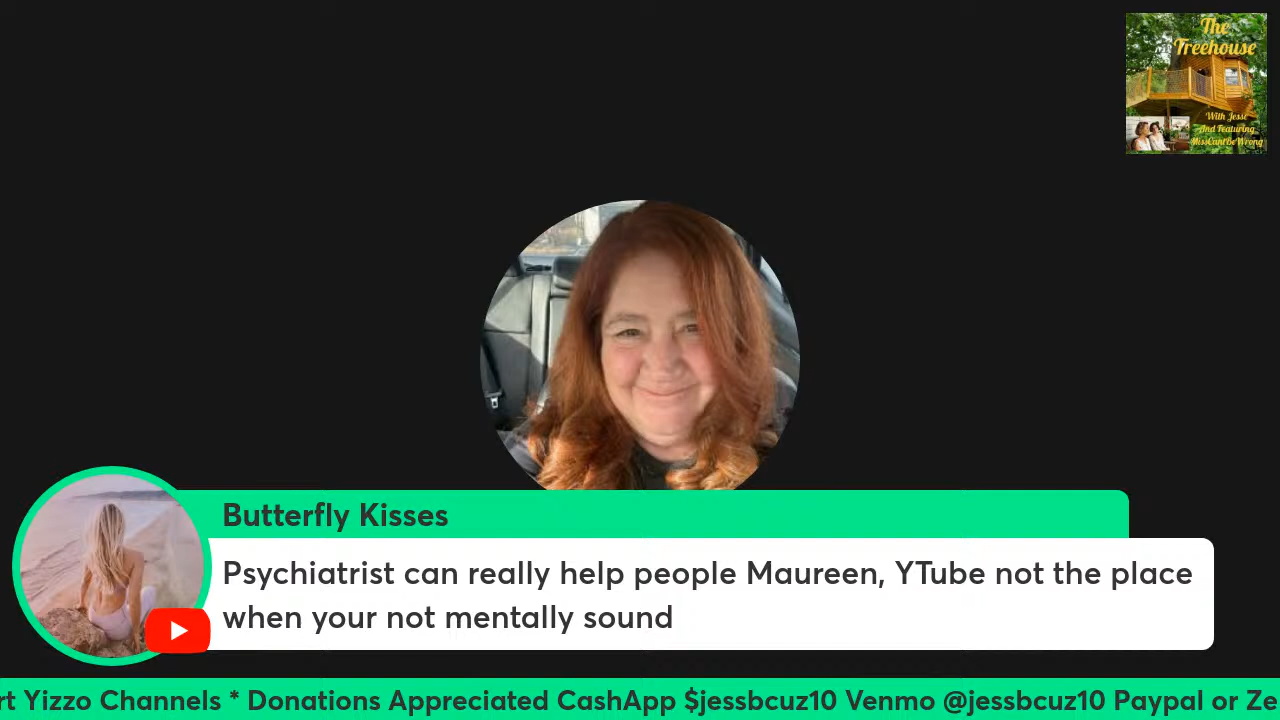 The
Treehouse
With Jesse
And Featuring
MissCantBeWrong
Butterfly Kisses
Psychiatrist can really help people Maureen, YTube not the place
when your not mentally sound
rt Yizzo Channels * Donations Appreciated CashApp $jessbcuz10 Venmo @jessbcuz10 Paypal or Ze